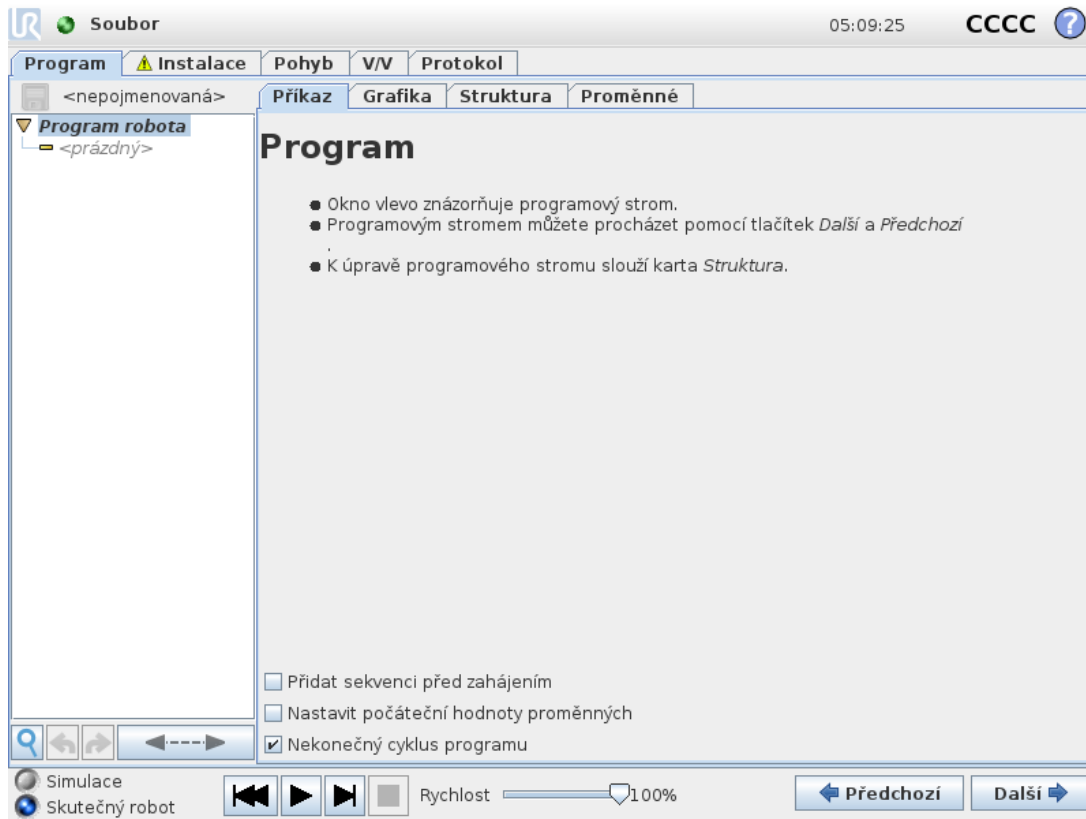 UR Soubor 05:09:25 CCCC ?
Program Instalace Pohyb V/V Protokol
<nepojmenovaná> Příkaz Grafika Struktura Proměnné
Program robota
<prázdný>
Program
Okno vlevo znázorňuje programový strom.
Programovým stromem můžete procházet pomocí tlačítek Další a Předchozí
.
K úpravě programového stromu slouží karta Struktura.
Přidat sekvenci před zahájením
Nastavit počáteční hodnoty proměnných
Nekonečný cyklus programu
Simulace
Skutečný robot
Rychlost 100%
Předchozí Další